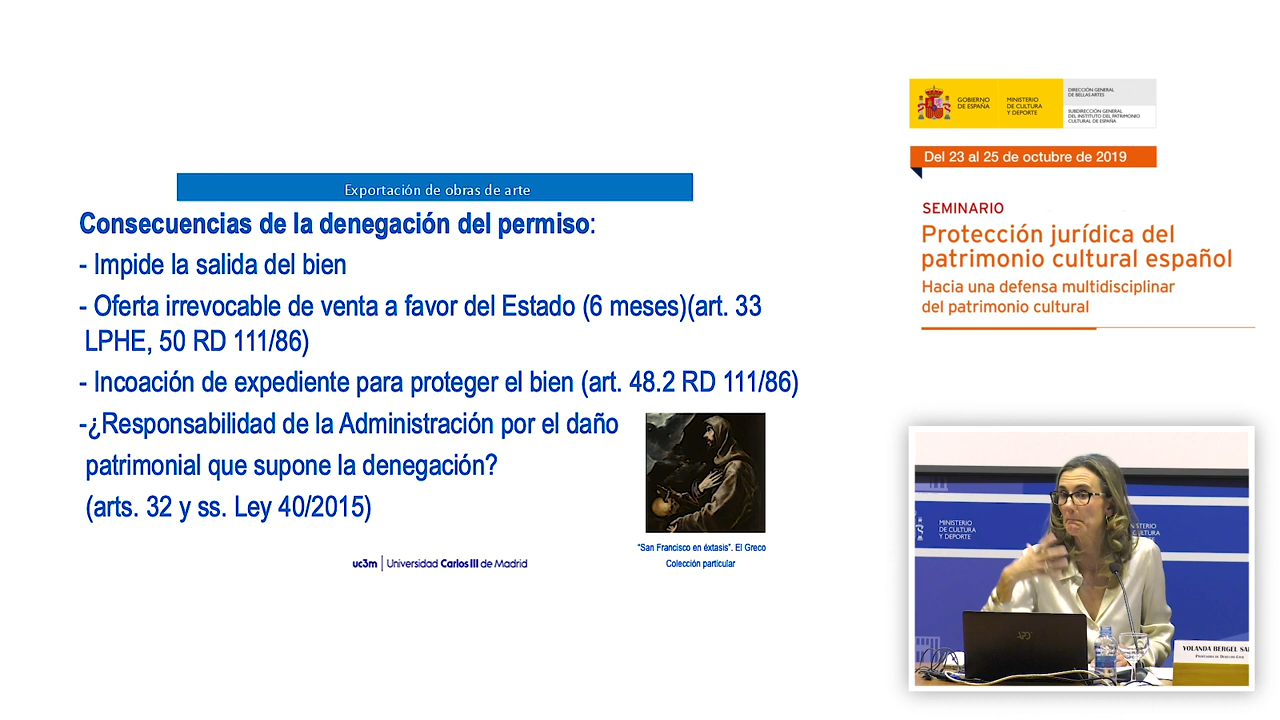 Exportación de obras de arte
Consecuencias de la denegación del permiso:
- Impide la salida del bien
- Oferta irrevocable de venta a favor del Estado (6 meses)(art. 33
LPHE, 50 RD 111/86)
- Incoación de expediente para proteger el bien (art. 48.2 RD 111/86)
-¿Responsabilidad de la Administración por el daño
patrimonial que supone la denegación?
(arts. 32 y ss. Ley 40/2015)
"San Francisco en éxtasis". El Greco
Colección particular
uc3m | Universidad Carlos III de Madrid
GOBIERNO
DE ESPAÑA
MINISTERIO
DE CULTURA
Y DEPORTE
DIRECCIÓN GENERAL
DE BELLAS ARTES
SUBDIRECCIÓN GENERAL
DEL INSTITUTO DEL PATRIMONIO
CULTURAL DE ESPAÑA
Del 23 al 25 de octubre de 2019
SEMINARIO
Protección jurídica del
patrimonio cultural español
Hacia una defensa multidisciplinar
del patrimonio cultural
MINISTERIO
DE CULTURA
Y DEPORTE
YOLANDA BERGEL SA